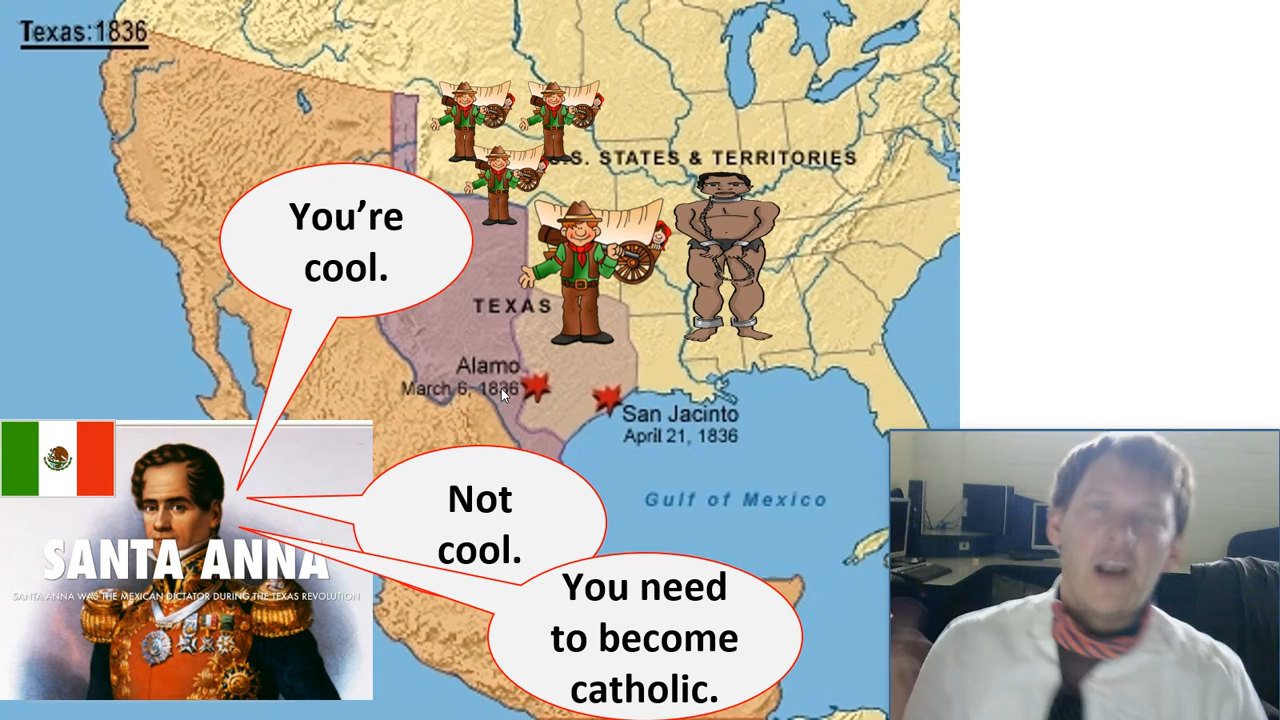 Texas:1836
U.S. STATES & TERRITORIES
You’re
cool.
TEXAS
Alamo
March 6, 1836
San Jacinto
April 21, 1836
Gulf of Mexico
Not
cool.
SANTA ANNA
SANTA ANNA WAS THE MEXICAN DICTATOR DURING THE TEXAS REVOLUTION
You need
to become
catholic.